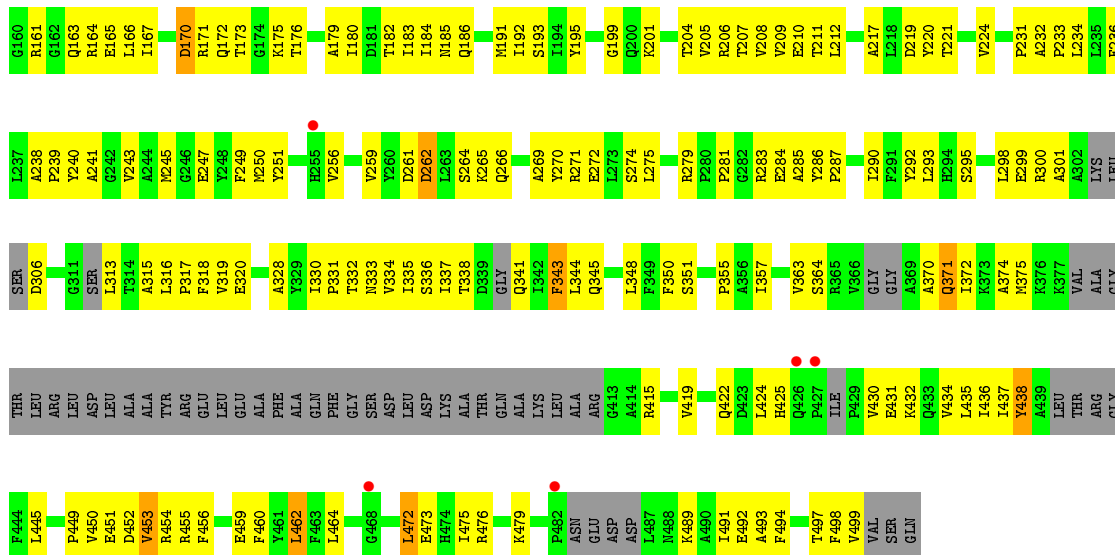 G160 R161 G162 Q163 R164 E165 L166 I167 D170 R171 Q172 T173 G174 K175 T176 A179 I180 D181 T182 I183 I184 N185 Q186 M191 I192 S193 I194 Y195 G199 Q200 K201 T204 V205 R206 T207 V208 V209 E210 T211 L212 A217 L218 D219 Y220 T221 V224 P231 A232 P233 L234 L235
L237 A238 P239 Y240 A241 G242 V243 A244 M245 G246 E247 Y248 F249 M250 Y251 H255 V256 V259 Y260 D261 D262 L263 S264 K265 Q266 A269 Y270 R271 E272 L273 S274 L275 R279 P280 P281 G282 R283 E284 A285 Y286 P287 I290 F291 Y292 L293 H294 S295 L298 E299 R300 A301 A302 LYS LEU
SER D306 G311 SER L313 T314 A315 L316 P317 F318 V319 E320 A328 Y329 I330 P331 T332 N333 V334 I335 S336 I337 T338 D339 GLY Q341 I342 F343 L344 Q345 L348 F349 F350 S351 P355 A356 I357 V363 S364 R365 V366 GLY GLY A369 A370 Q371 I372 K373 A374 M375 K376 K377 VAL ALA GLY
THR LEU ARG LEU ASP LEU ALA ALA TYR ARG GLU LEU GLU ALA PHE ALA GLN PHE GLY SER ASP LEU ASP LYS ALA THR GLN ALA LYS LEU ALA ARG G413 A414 R415 V419 Q422 D423 L424 H425 Q426 P427 ILE P429 V430 E431 K432 Q433 V434 L435 I436 I437 Y438 A439 LEU THR ARG GLY
F444 L445 P449 V450 E451 D452 V453 R454 R455 F456 E459 F460 Y461 L462 F463 L464 G468 L472 E473 H474 I475 R476 K479 P482 ASN GLU ASP ASP L487 N488 K489 A490 I491 E492 A493 F494 T497 F498 V499 VAL SER GLN